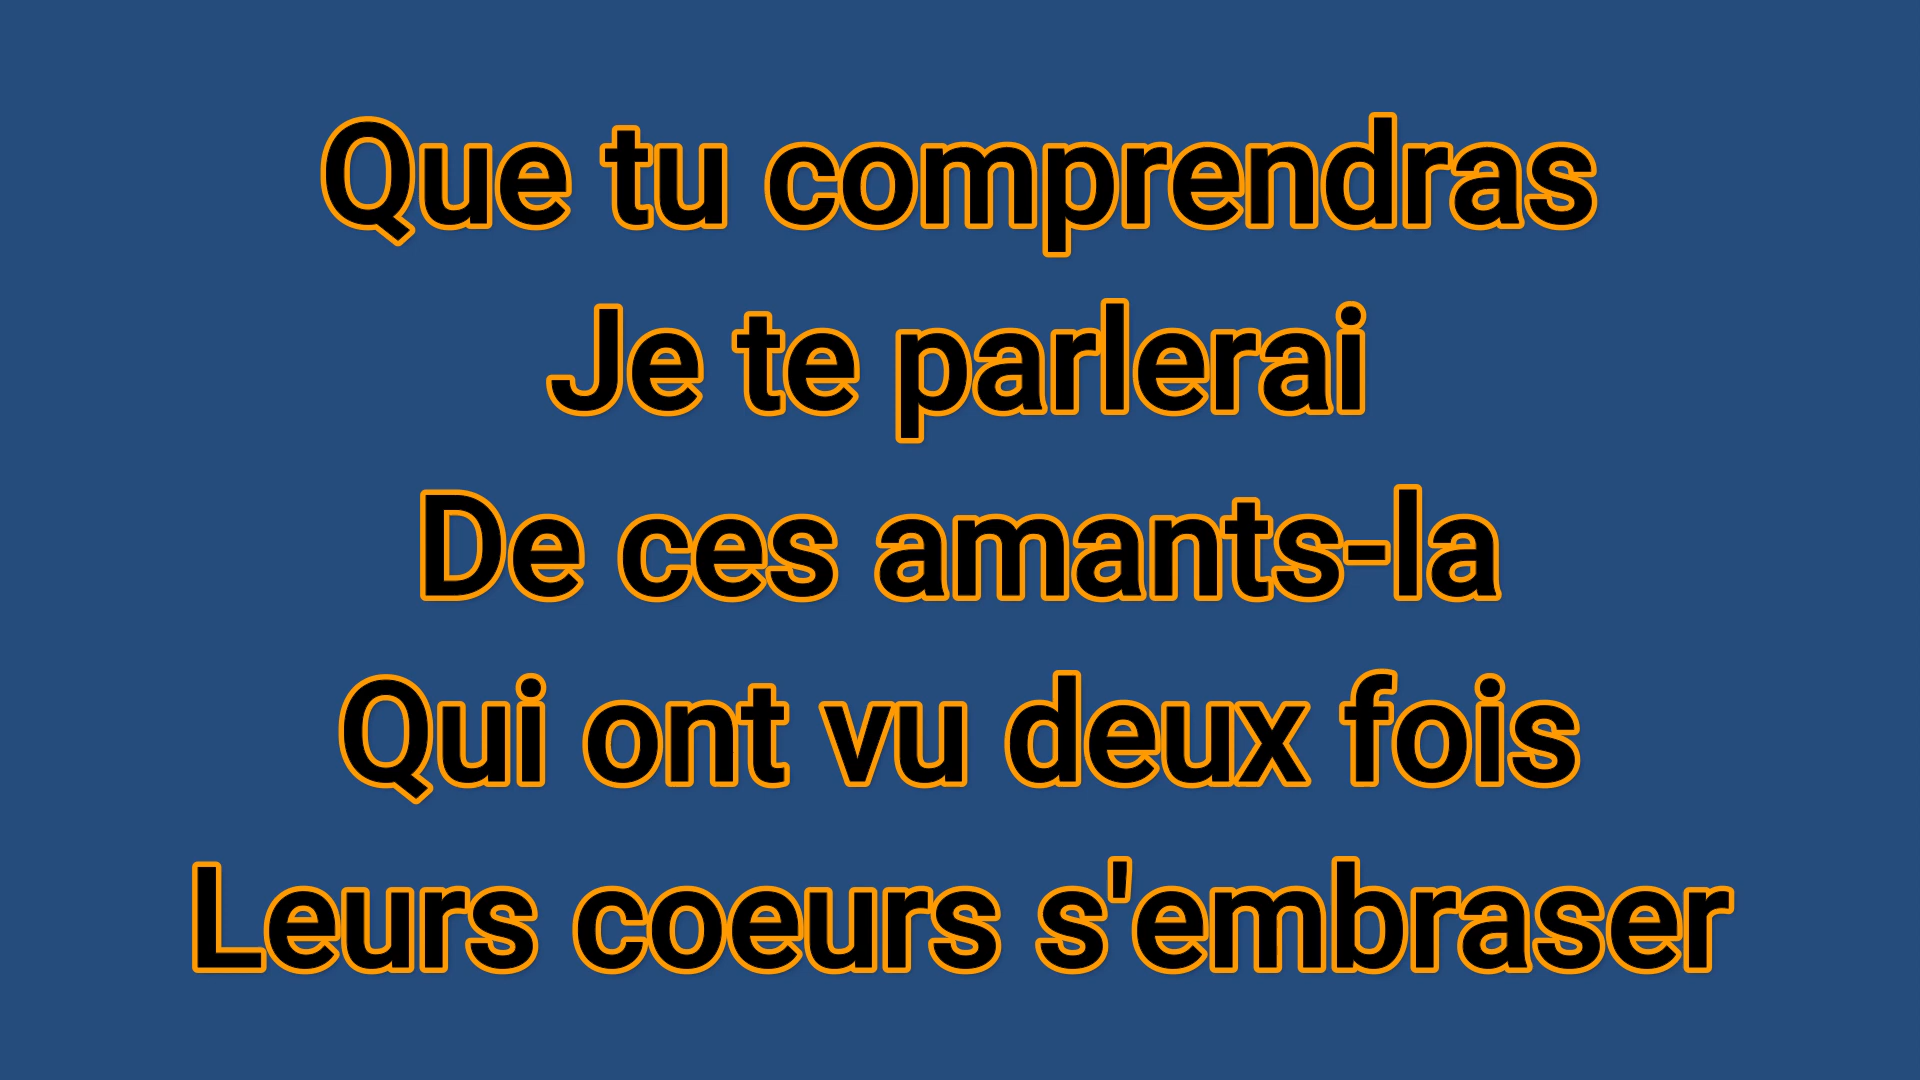 Que tu comprendras
Je te parlerai
De ces amants-la
Qui ont vu deux fois
Leurs coeurs s'embraser